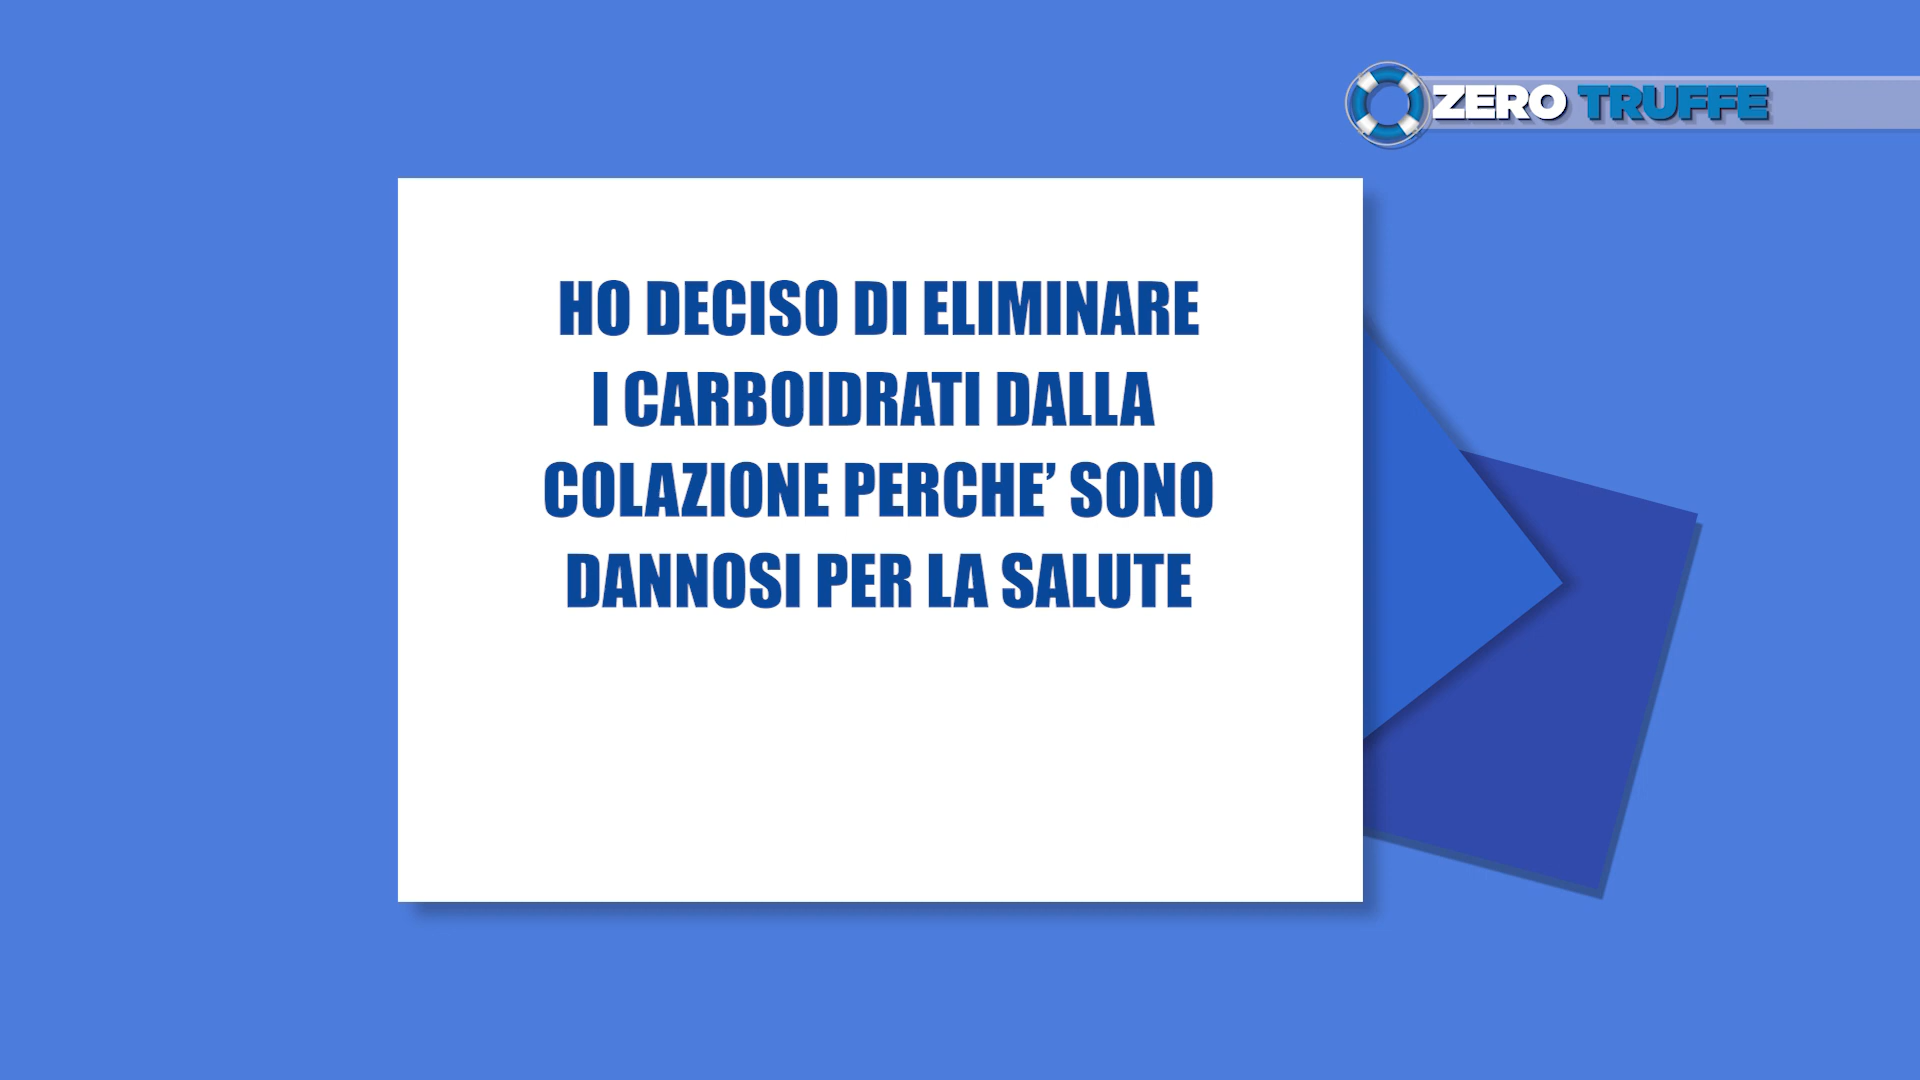 ZERO TRUFFE
HO DECISO DI ELIMINARE
I CARBOIDRATI DALLA
COLAZIONE PERCHE' SONO
DANNOSI PER LA SALUTE